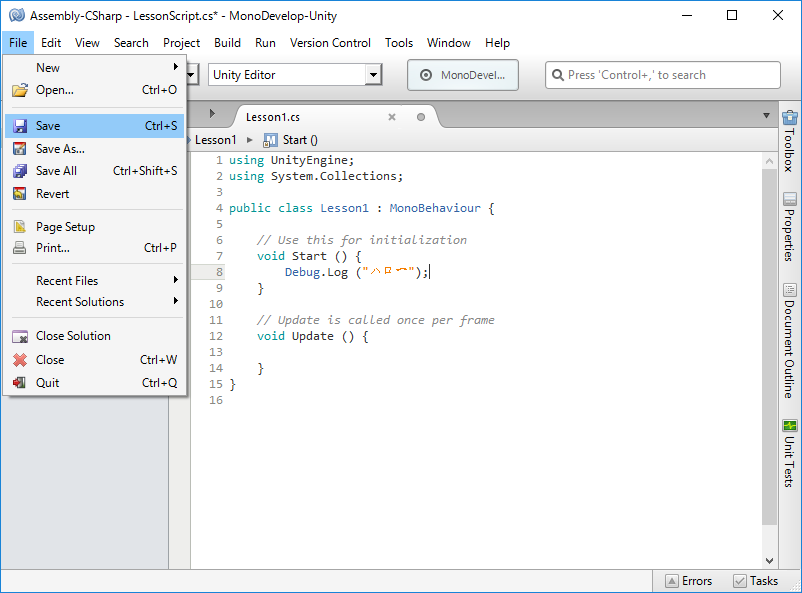 Assembly-CSharp - LessonScript.cs* - MonoDevelop-Unity
File Edit View Search Project Build Run Version Control Tools Window Help
New
Open... Ctrl+O
Save Ctrl+S
Save As...
Save All Ctrl+Shift+S
Revert
Page Setup
Print... Ctrl+P
Recent Files
Recent Solutions
Close Solution
Close Ctrl+W
Quit Ctrl+Q
Unity Editor
MonoDevel...
Press 'Control+,' to search
Lesson1.cs
Lesson1 Start ()
1 using UnityEngine;
2 using System.Collections;
3
4 public class Lesson1 : MonoBehaviour {
5
6 // Use this for initialization
7 void Start () {
8 Debug.Log ("ハロー");
9 }
10
11 // Update is called once per frame
12 void Update () {
13
14 }
15 }
16
Toolbox
Properties
Document Outline
Unit Tests
Errors Tasks